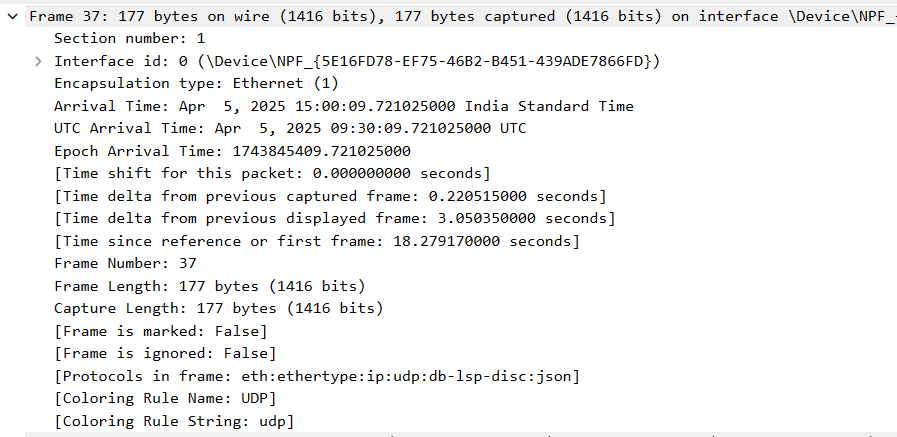 Frame 37: 177 bytes on wire (1416 bits), 177 bytes captured (1416 bits) on interface \Device\NPF_
Section number: 1
Interface id: 0 (\Device\NPF_{5E16FD78-EF75-46B2-B451-439ADE7866FD})
Encapsulation type: Ethernet (1)
Arrival Time: Apr  5, 2025 15:00:09.721025000 India Standard Time
UTC Arrival Time: Apr  5, 2025 09:30:09.721025000 UTC
Epoch Arrival Time: 1743845409.721025000
[Time shift for this packet: 0.000000000 seconds]
[Time delta from previous captured frame: 0.220515000 seconds]
[Time delta from previous displayed frame: 3.050350000 seconds]
[Time since reference or first frame: 18.279170000 seconds]
Frame Number: 37
Frame Length: 177 bytes (1416 bits)
Capture Length: 177 bytes (1416 bits)
[Frame is marked: False]
[Frame is ignored: False]
[Protocols in frame: eth:ethertype:ip:udp:db-lsp-disc:json]
[Coloring Rule Name: UDP]
[Coloring Rule String: udp]